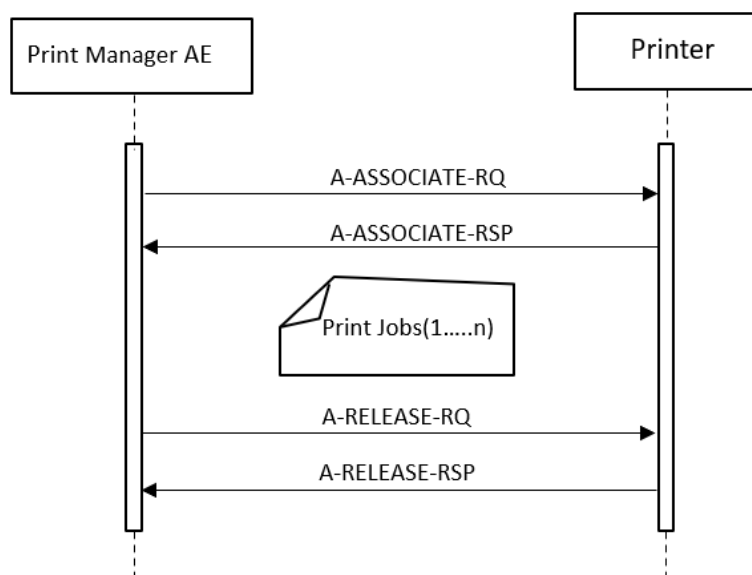 Print Manager AE
Printer
A-ASSOCIATE-RQ
A-ASSOCIATE-RSP
Print Jobs(1.....n)
A-RELEASE-RQ
A-RELEASE-RSP